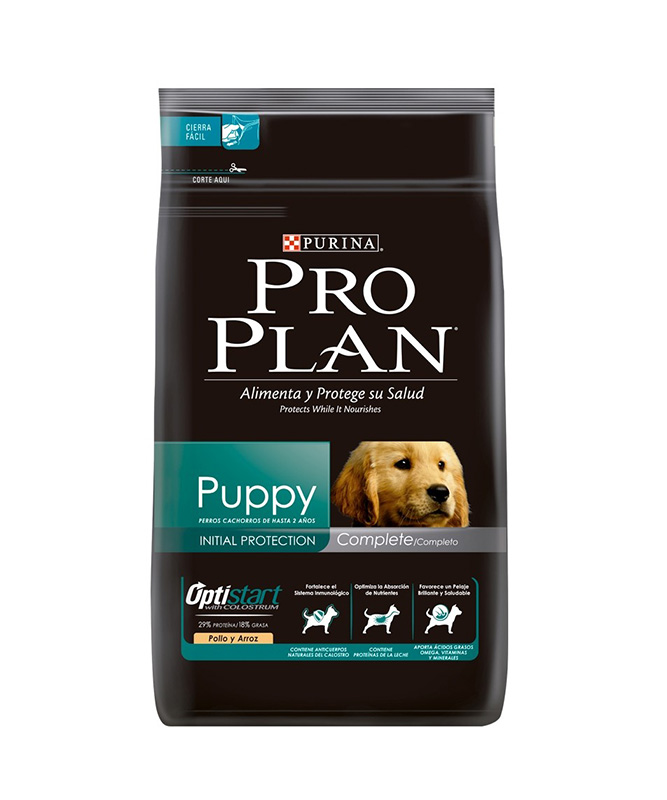 CIERRA
FÁCIL
CORTE AQUI
PURINA®
PRO
PLAN®
Alimenta y Protege su Salud
Protects While It Nourishes
Puppy
PERROS CACHORROS DE HASTA 2 AÑOS
INITIAL PROTECTION
Complete/Completo
Optistart
with COLOSTRUM
29% PROTEÍNA/18% GRASA
Pollo y Arroz
Fortalece el
Sistema Inmunológico
CONTIENE ANTICUERPOS
NATURALES DEL CALOSTRO
Optimiza la Absorción
de Nutrientes
CONTIENE
PROTEÍNAS DE LA LECHE
Favorece un Pelaje
Brillante y Saludable
APORTA ÁCIDOS GRASOS
OMEGA, VITAMINAS
Y MINERALES